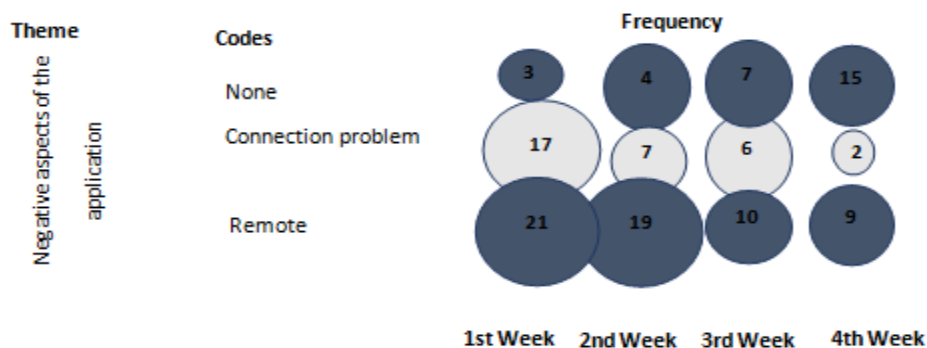 Theme
Codes
Frequency
Negative aspects of the
application
None
3
4
7
15
Connection problem
17
7
6
2
Remote
21
19
10
9
1st Week
2nd Week
3rd Week
4th Week